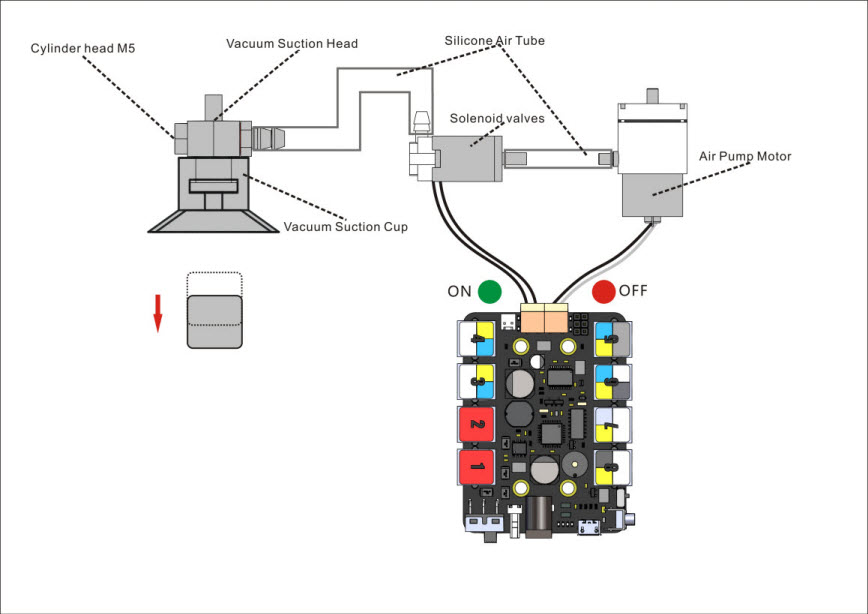 Cylinder head M5
Vacuum Suction Head
Silicone Air Tube
Solenoid valves
Air Pump Motor
Vacuum Suction Cup
ON
OFF
4
5
3
6
2
7
1
8